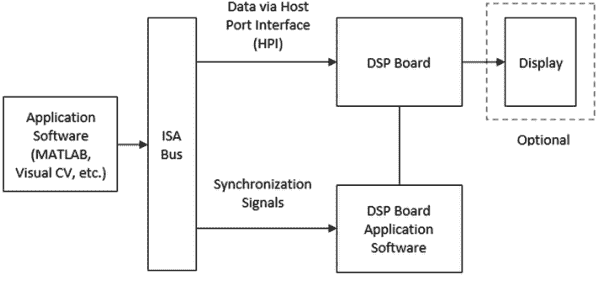 Data via Host
Port Interface
(HPI)
DSP Board
Display
Optional
Application
Software
(MATLAB,
Visual CV, etc.)
ISA
Bus
Synchronization
Signals
DSP Board
Application
Software